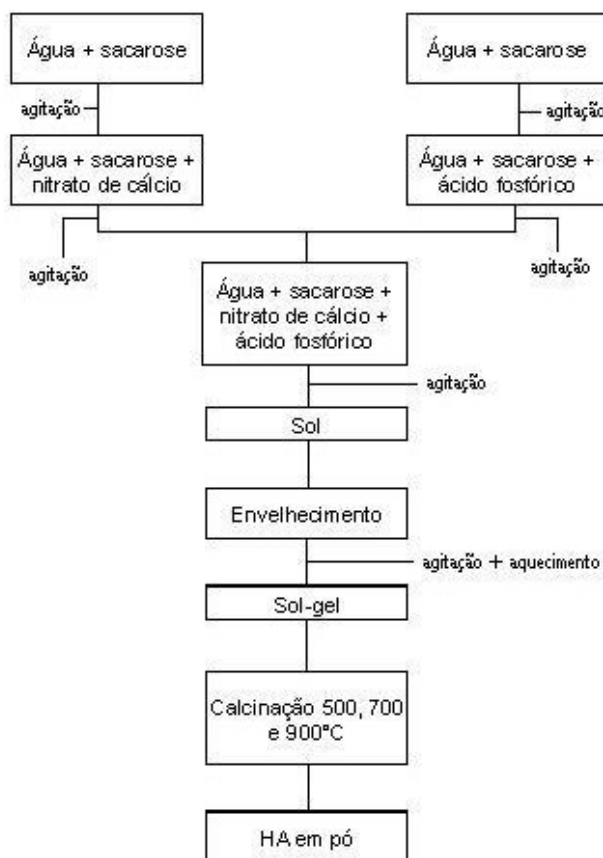 Água + sacarose
Água + sacarose
agitação
agitação
Água + sacarose +
nitrato de cálcio
Água + sacarose +
ácido fosfórico
agitação
agitação
Água + sacarose +
nitrato de cálcio +
ácido fosfórico
agitação
Sol
Envelhecimento
agitação + aquecimento
Sol-gel
Calcinação 500, 700
e 900°C
HA em pó